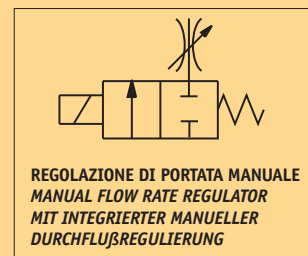 REGOLAZIONE DI PORTATA MANUALE
MANUAL FLOW RATE REGULATOR
MIT INTEGRIERTER MANUELLER
DURCHFLUßREGULIERUNG